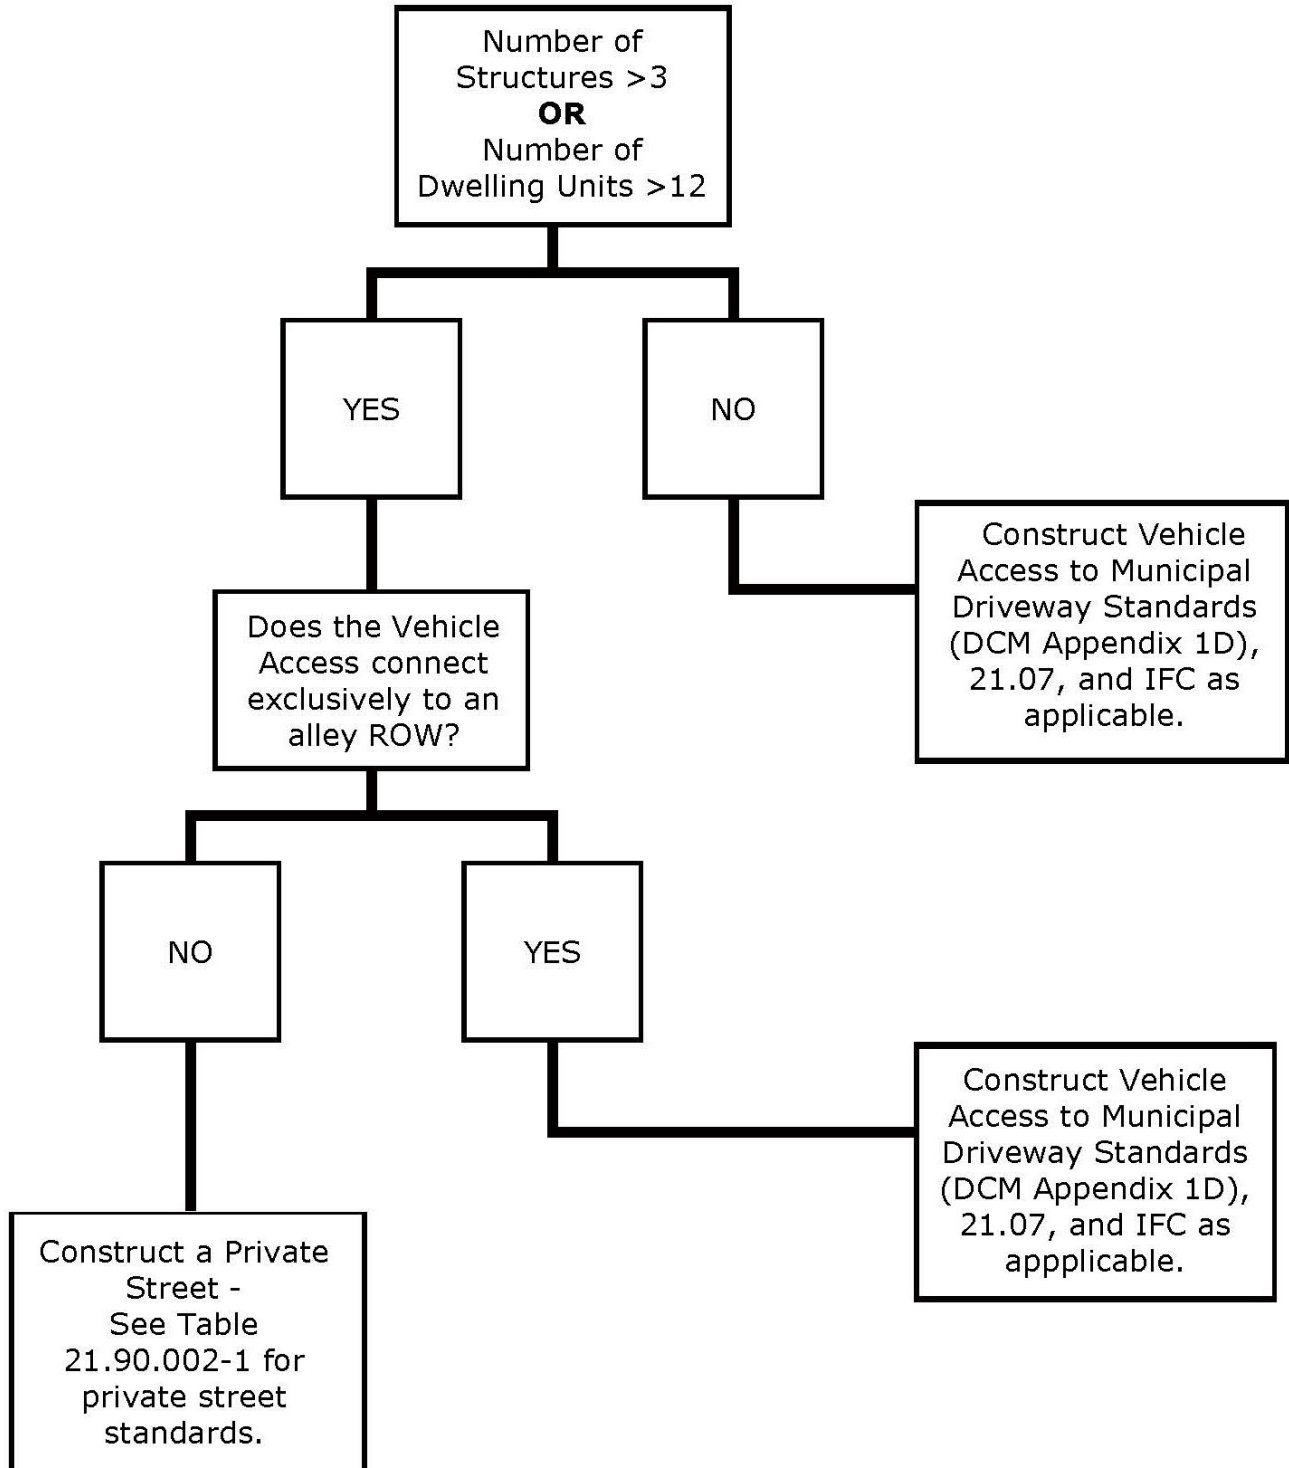 Number of
Structures >3
OR
Number of
Dwelling Units >12
YES
NO
Construct Vehicle
Access to Municipal
Driveway Standards
(DCM Appendix 1D),
21.07, and IFC as
applicable.
Does the Vehicle
Access connect
exclusively to an
alley ROW?
NO
YES
Construct Vehicle
Access to Municipal
Driveway Standards
(DCM Appendix 1D),
21.07, and IFC as
appplicable.
Construct a Private
Street -
See Table
21.90.002-1 for
private street
standards.